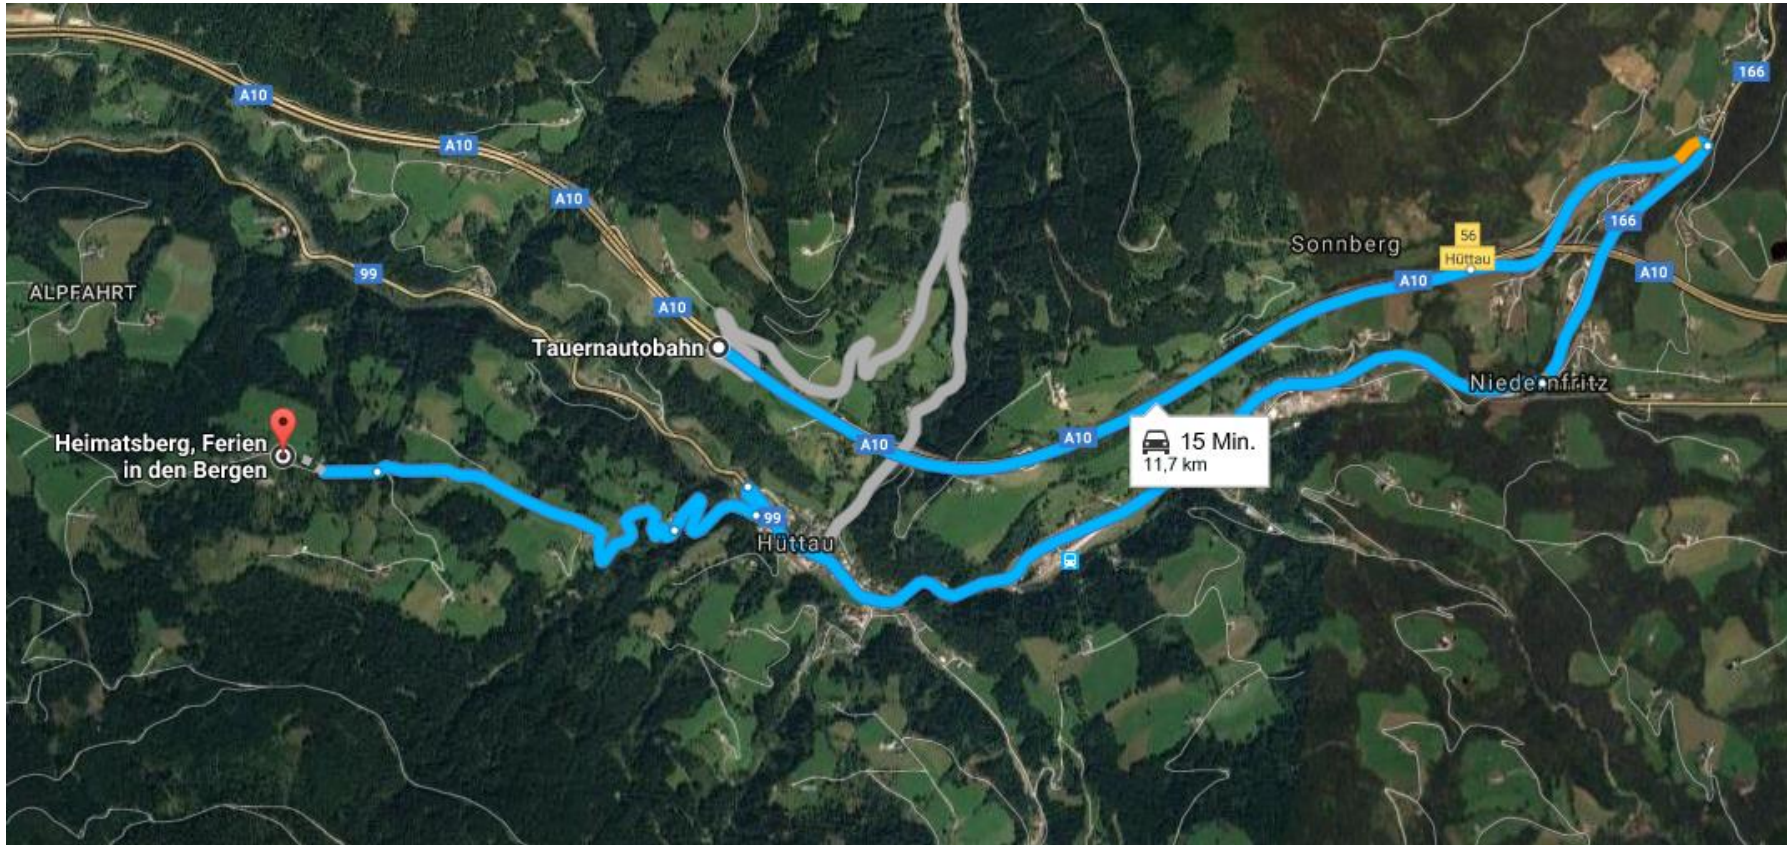 166
A10
A10
A10
166
56
Hüttau
Sonnberg
99
A10
A10
ALPFAHRT
A10
Tauernautobahn
Niedernfritz
Heimatsberg, Ferien
in den Bergen
A10
A10
15 Min.
11,7 km
99
Hüttau